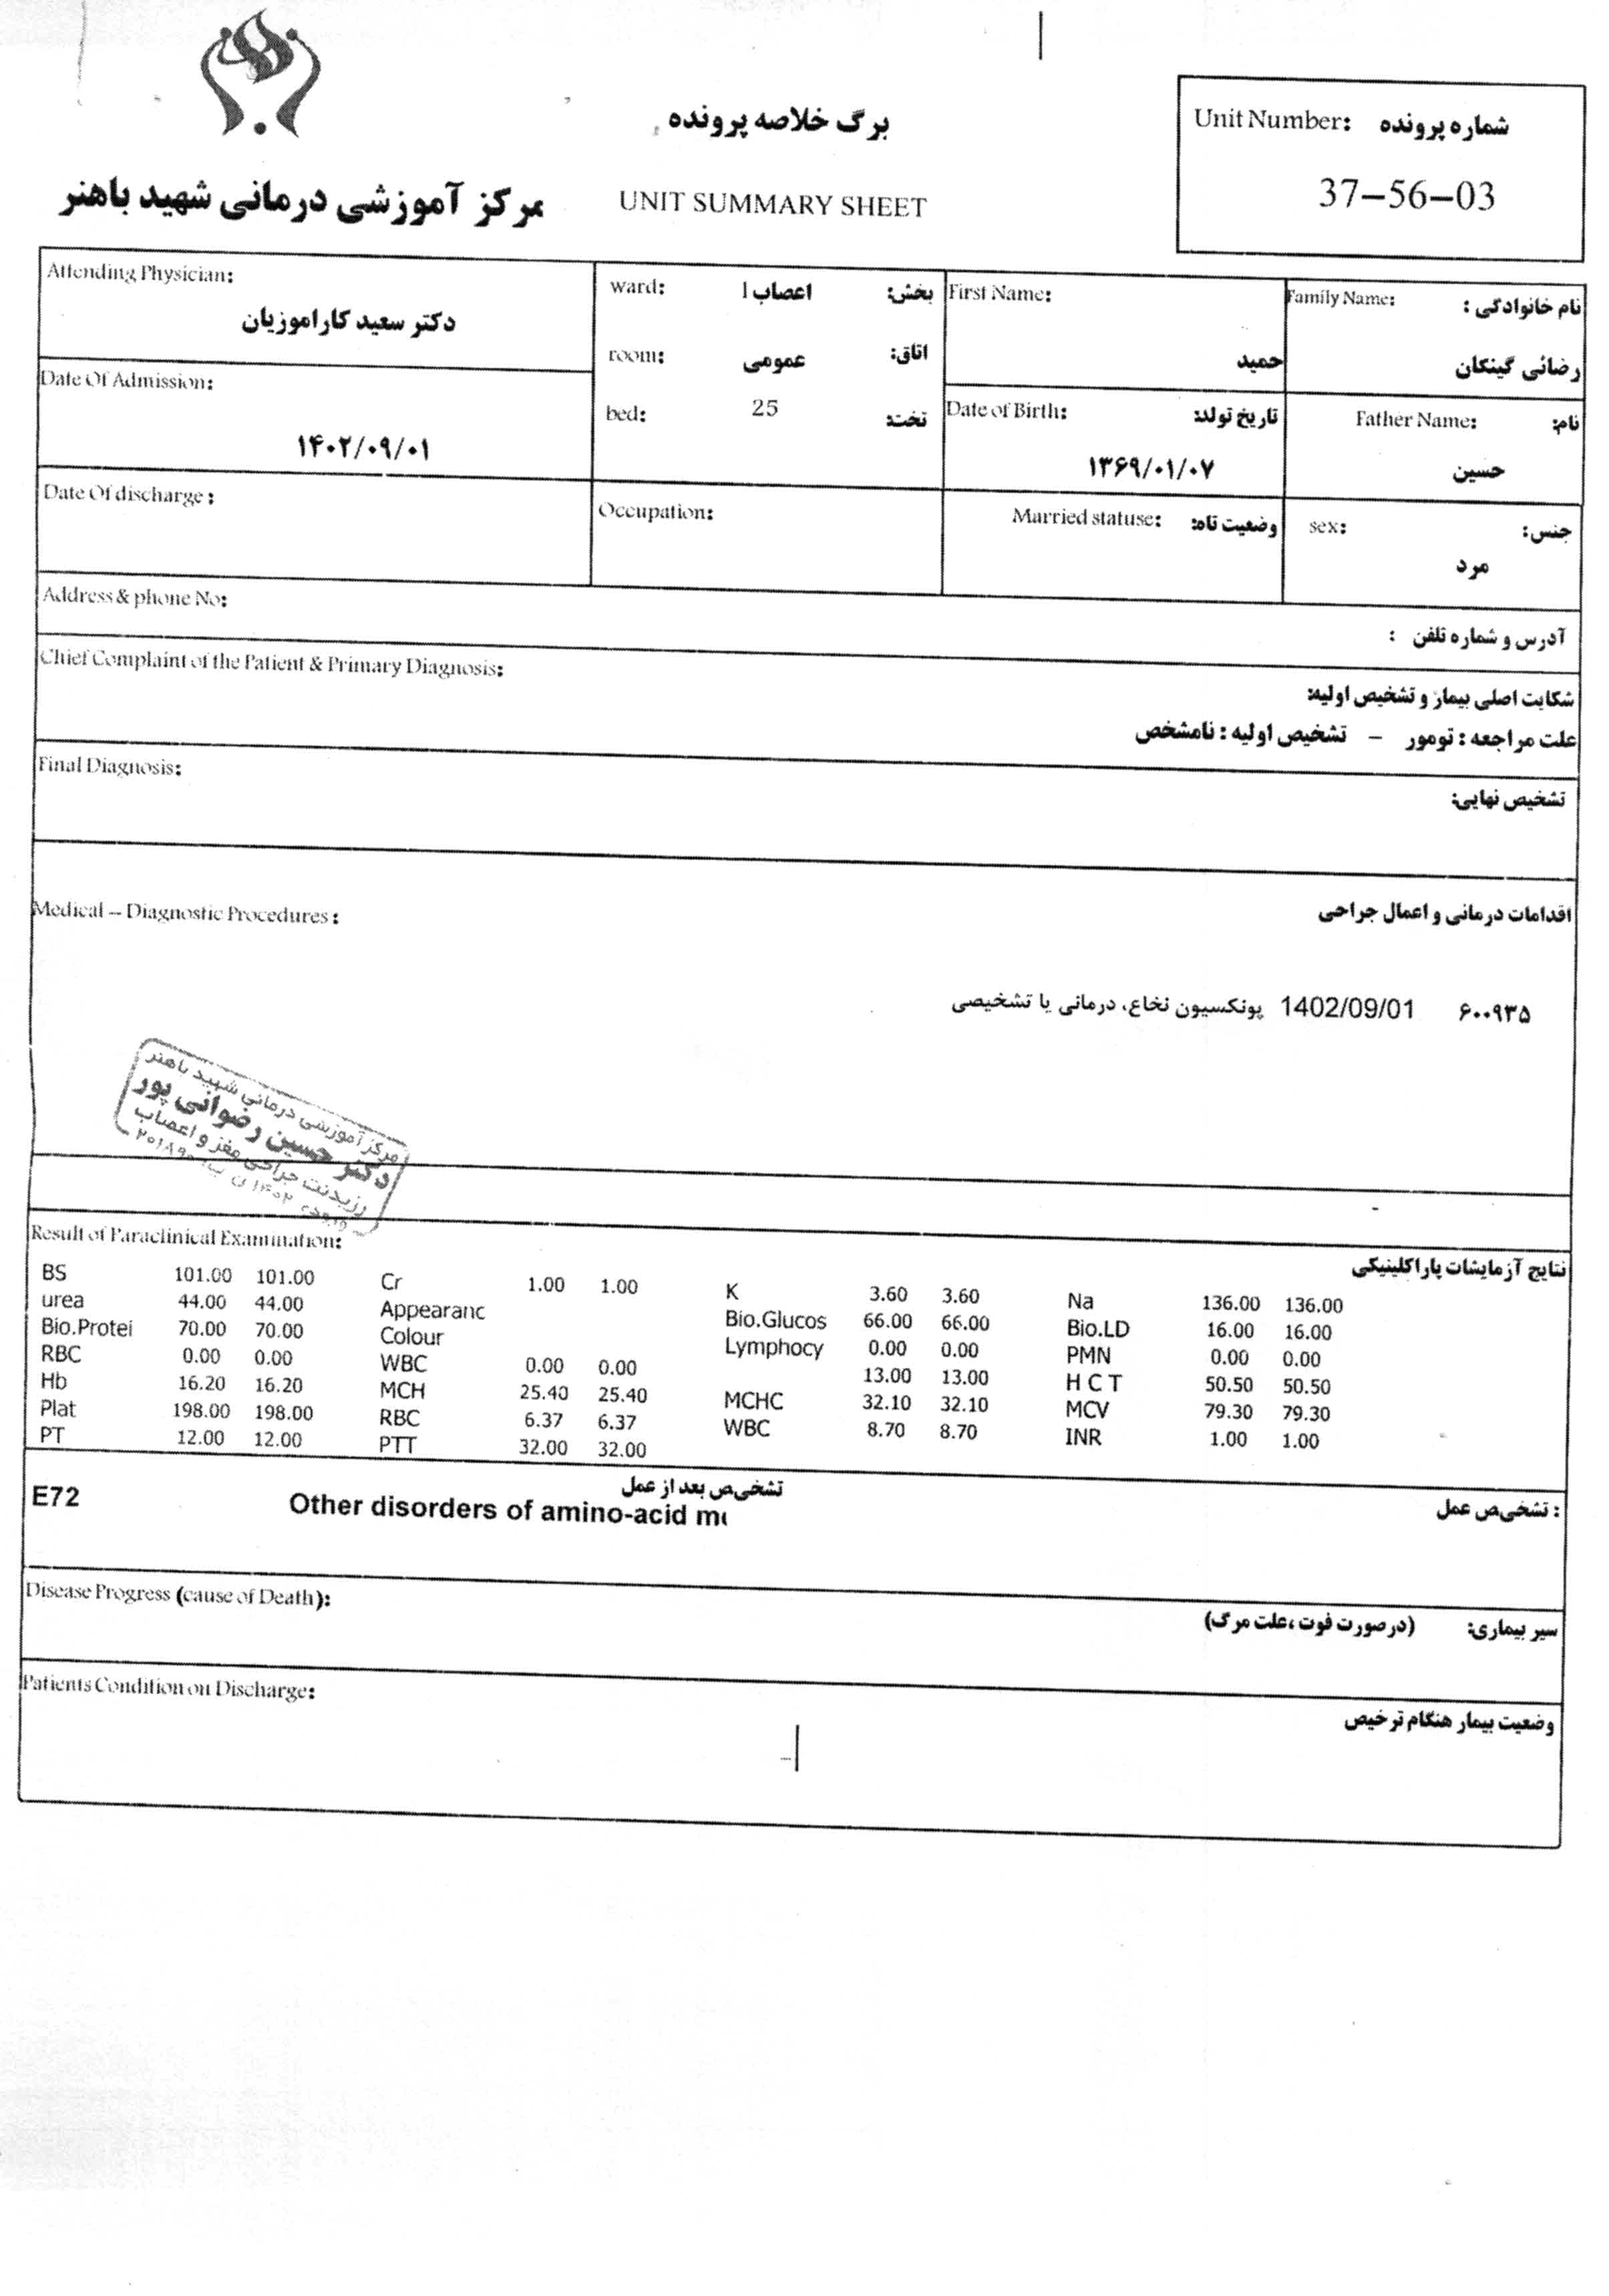 برگ خلاصه پرونده
UNIT SUMMARY SHEET
مرکز آموزشی درمانی شهید باهنر
Unit Number: شماره پرونده
37-56-03
Family Name: نام خانوادگی :
رضائی گینکان
First Name:
حمید
ward: اعصاب ا بخش:
room: عمومی اتاق:
bed: 25 تخت:
Attending Physician:
دکتر سعید کاراموزیان
Father Name: نام:
حسین
Date of Birth: تاریخ تولد:
۱۳۶۹/۰۱/۰۷
Date Of Admission:
۱۴۰۲/۰۹/۰۱
sex: جنس:
مرد
Married statuse: وضعیت تاه:
Occupation:
Date Of discharge :
Address & phone No: آدرس و شماره تلفن :
Chief Complaint of the Patient & Primary Diagnosis: شکایت اصلی بیمار و تشخیص اولیه:
علت مراجعه : تومور – تشخیص اولیه : نامشخص
Final Diagnosis: تشخیص نهایی:
Medical – Diagnostic Procedures : اقدامات درمانی و اعمال جراحی
۶۰۰۹۳۵ 1402/09/01 پونکسیون نخاع، درمانی یا تشخیصی
مرکز آموزشی درمانی شهید باهنر
دکتر حسین رضوانی پور
رزیدنت جراحی مغز و اعصاب
Result of Paraclinical Examination: نتایج آزمایشات پاراکلینیکی
BS 101.00 101.00 Cr 1.00 1.00 K 3.60 3.60 Na 136.00 136.00
urea 44.00 44.00 Appearanc Bio.Glucos 66.00 66.00 Bio.LD 16.00 16.00
Bio.Protei 70.00 70.00 Colour Lymphocy 0.00 0.00 PMN 0.00 0.00
RBC 0.00 0.00 WBC 0.00 0.00 13.00 13.00 H C T 50.50 50.50
Hb 16.20 16.20 MCH 25.40 25.40 MCHC 32.10 32.10 MCV 79.30 79.30
Plat 198.00 198.00 RBC 6.37 6.37 WBC 8.70 8.70 INR 1.00 1.00
PT 12.00 12.00 PTT 32.00 32.00
تشخیص عمل : تشخیص بعد از عمل
E72 Other disorders of amino-acid m
Disease Progress (cause of Death): سیر بیماری: (درصورت فوت ،علت مرگ)
Patients Condition on Discharge: وضعیت بیمار هنگام ترخیص